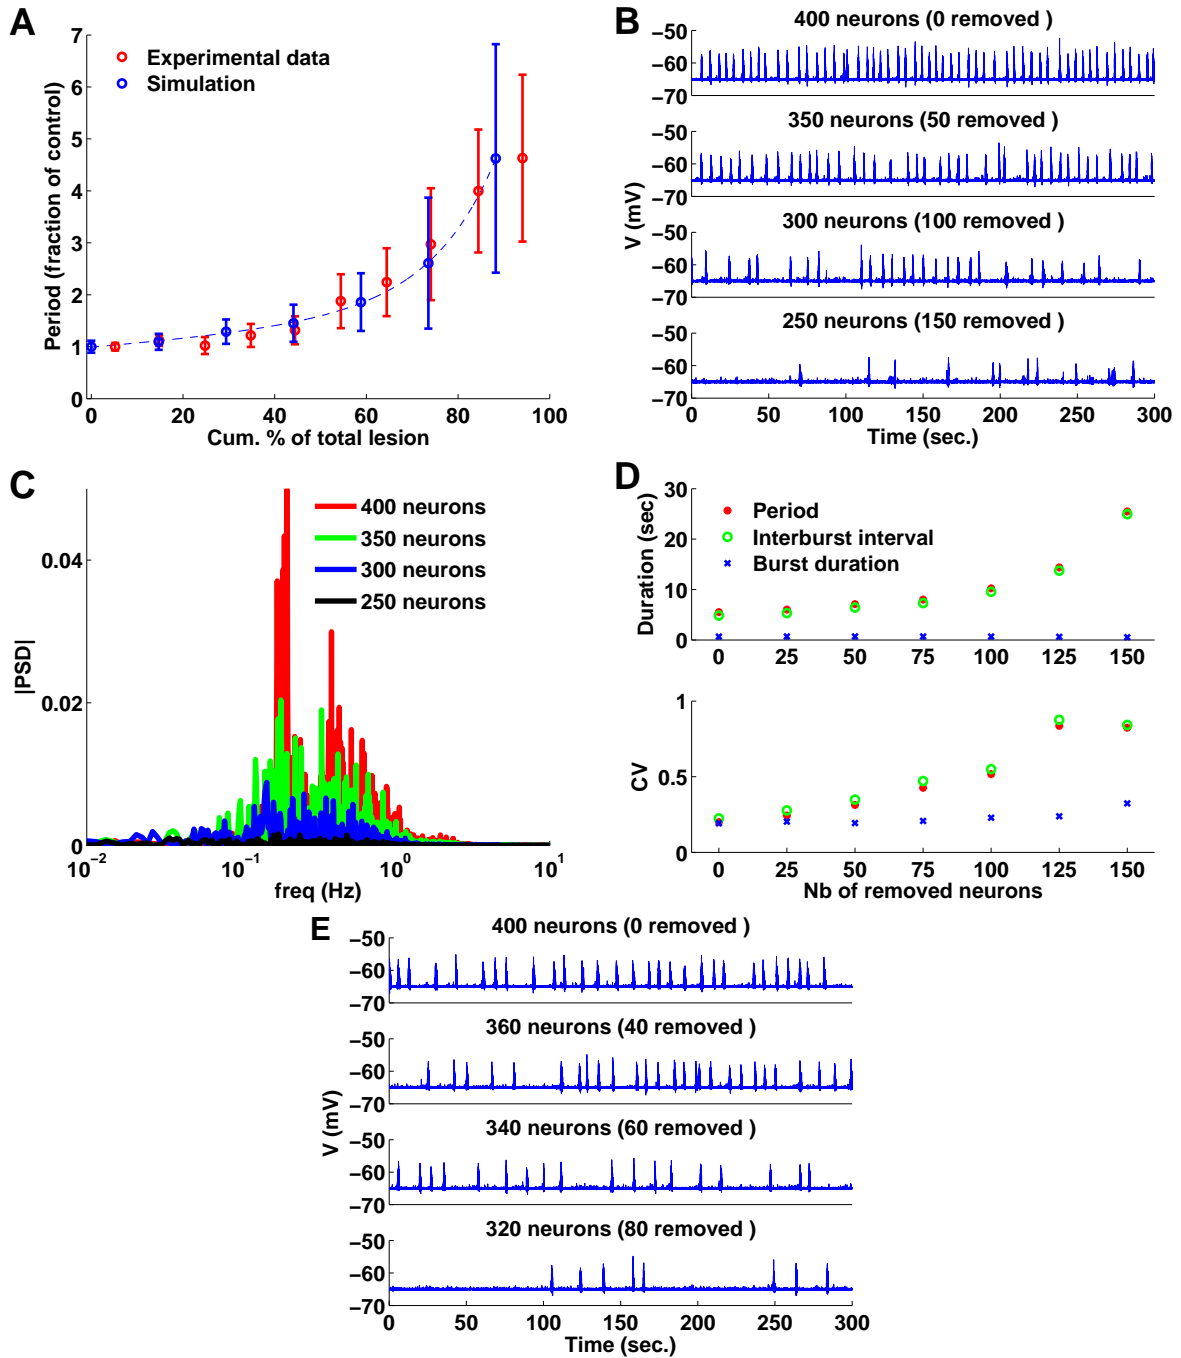 A
7
6
5
4
3
2
1
0
Period (fraction of control)
Experimental data
Simulation
0 20 40 60 80 100
Cum. % of total lesion
B
400 neurons (0 removed )
−50
−60
−70
350 neurons (50 removed )
−50
−60
−70
300 neurons (100 removed )
−50
−60
−70
250 neurons (150 removed )
−50
−60
−70
V (mV)
0 50 100 150 200 250 300
Time (sec.)
C
400 neurons
350 neurons
300 neurons
250 neurons
0.04
0.02
0
|PSD|
10−2 10−1 100 101
freq (Hz)
D
30
20
10
0
Duration (sec)
Period
Interburst interval
Burst duration
0 25 50 75 100 125 150
1
0.5
0
CV
0 25 50 75 100 125 150
Nb of removed neurons
E
400 neurons (0 removed )
−50
−60
−70
360 neurons (40 removed )
−50
−60
−70
340 neurons (60 removed )
−50
−60
−70
320 neurons (80 removed )
−50
−60
−70
V (mV)
0 50 100 150 200 250 300
Time (sec.)